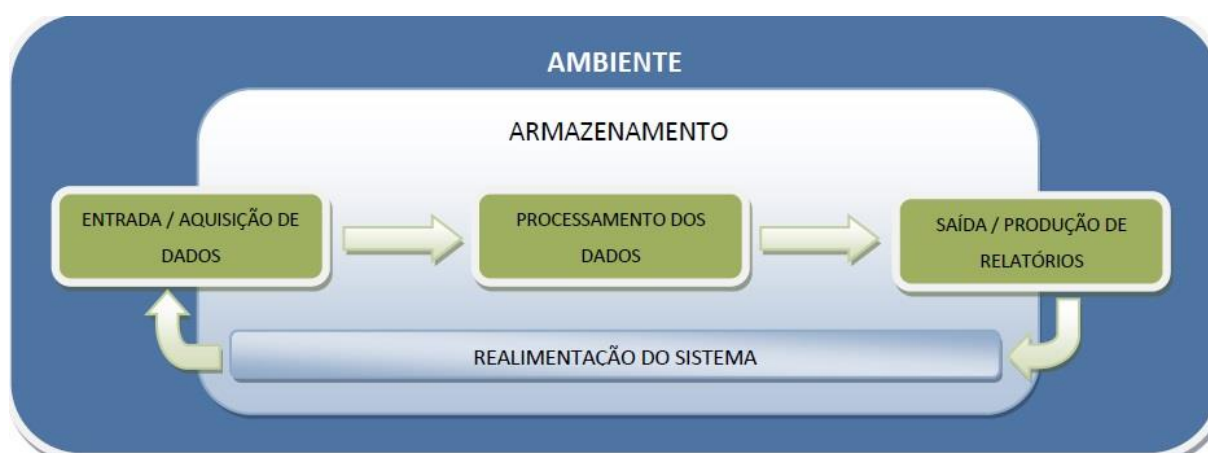 AMBIENTE
ARMAZENAMENTO
ENTRADA / AQUISIÇÃO DE
DADOS
PROCESSAMENTO DOS
DADOS
SAÍDA / PRODUÇÃO DE
RELATÓRIOS
REALIMENTAÇÃO DO SISTEMA